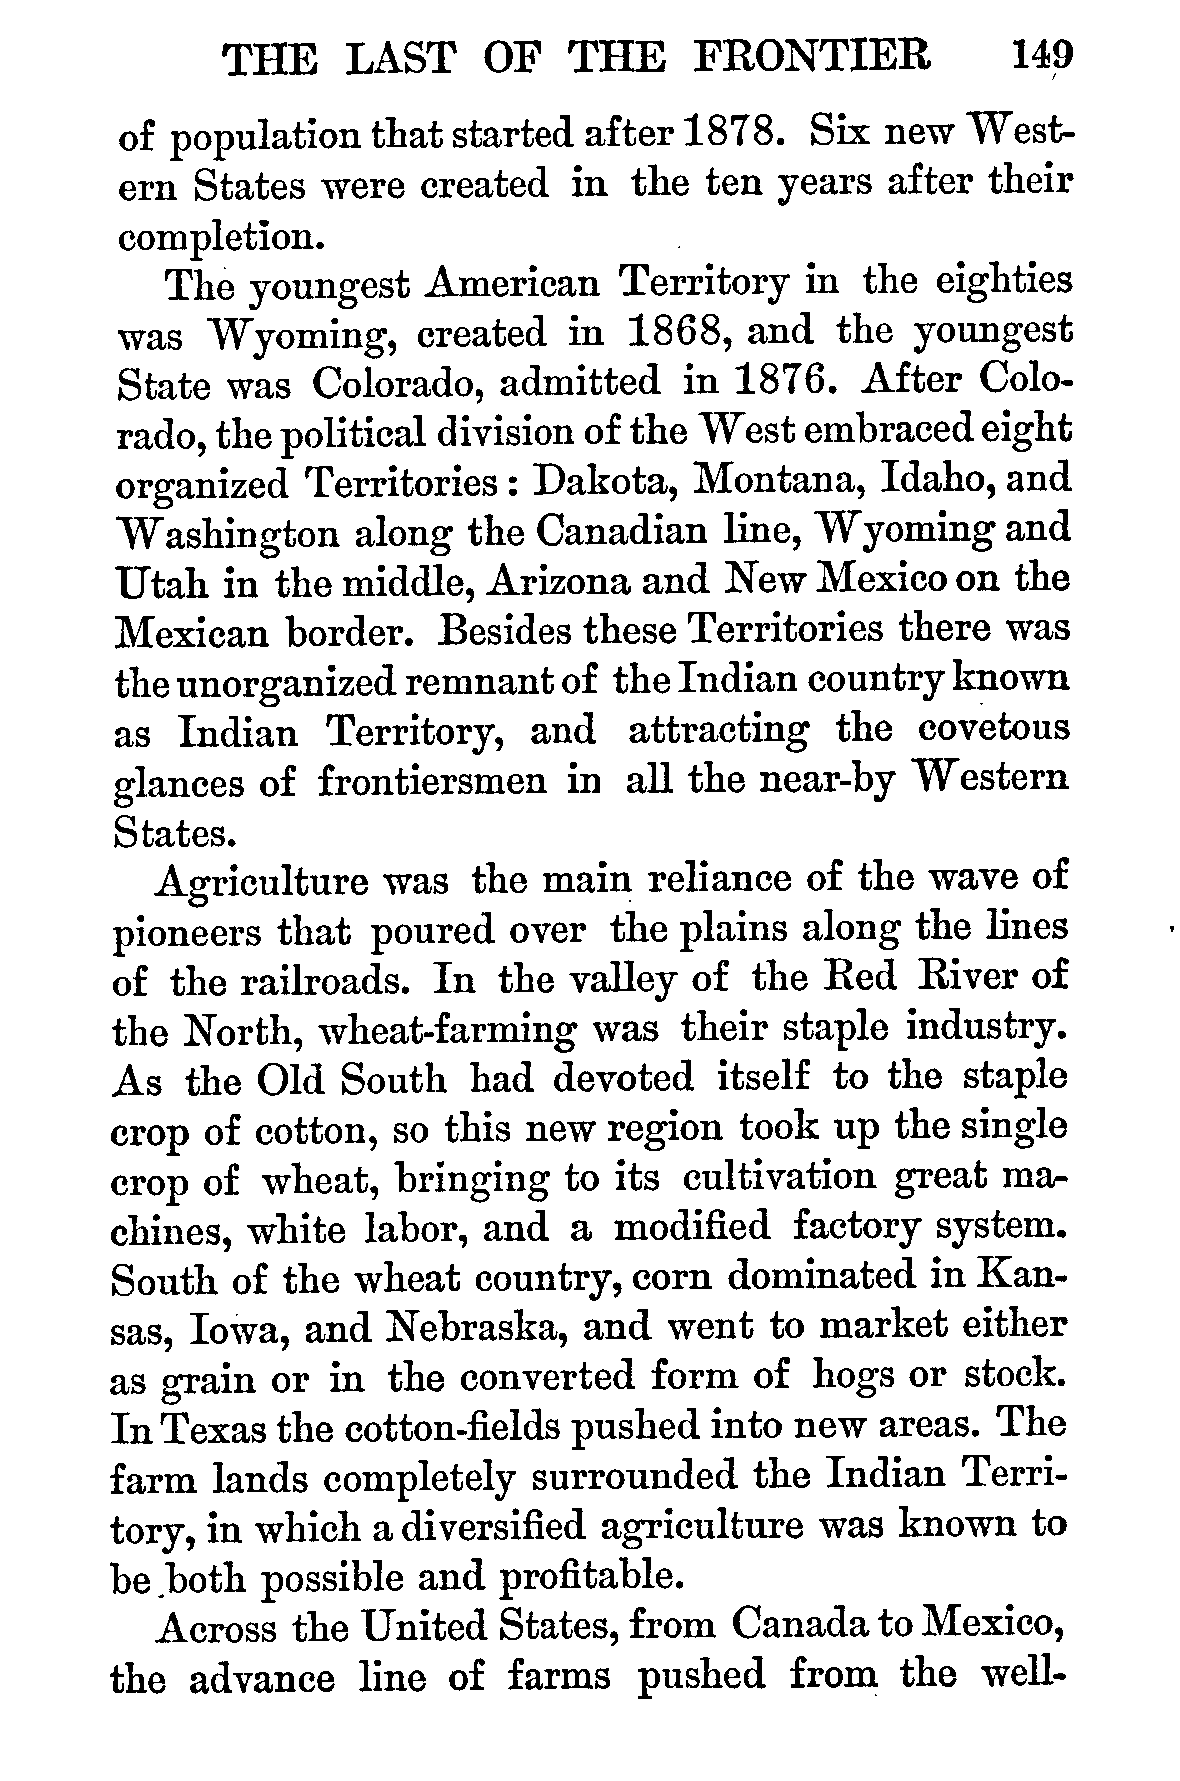 THE LAST OF THE FRONTIER 149
of population that started after 1878. Six new West-
ern States were created in the ten years after their
completion.
The youngest American Territory in the eighties
was Wyoming, created in 1868, and the youngest
State was Colorado, admitted in 1876. After Colo-
rado, the political division of the West embraced eight
organized Territories : Dakota, Montana, Idaho, and
Washington along the Canadian line, Wyoming and
Utah in the middle, Arizona and New Mexico on the
Mexican border. Besides these Territories there was
the unorganized remnant of the Indian country known
as Indian Territory, and attracting the covetous
glances of frontiersmen in all the near-by Western
States.
Agriculture was the main reliance of the wave of
pioneers that poured over the plains along the lines
of the railroads. In the valley of the Red River of
the North, wheat-farming was their staple industry.
As the Old South had devoted itself to the staple
crop of cotton, so this new region took up the single
crop of wheat, bringing to its cultivation great ma-
chines, white labor, and a modified factory system.
South of the wheat country, corn dominated in Kan-
sas, Iowa, and Nebraska, and went to market either
as grain or in the converted form of hogs or stock.
In Texas the cotton-fields pushed into new areas. The
farm lands completely surrounded the Indian Terri-
tory, in which a diversified agriculture was known to
be both possible and profitable.
Across the United States, from Canada to Mexico,
the advance line of farms pushed from the well-